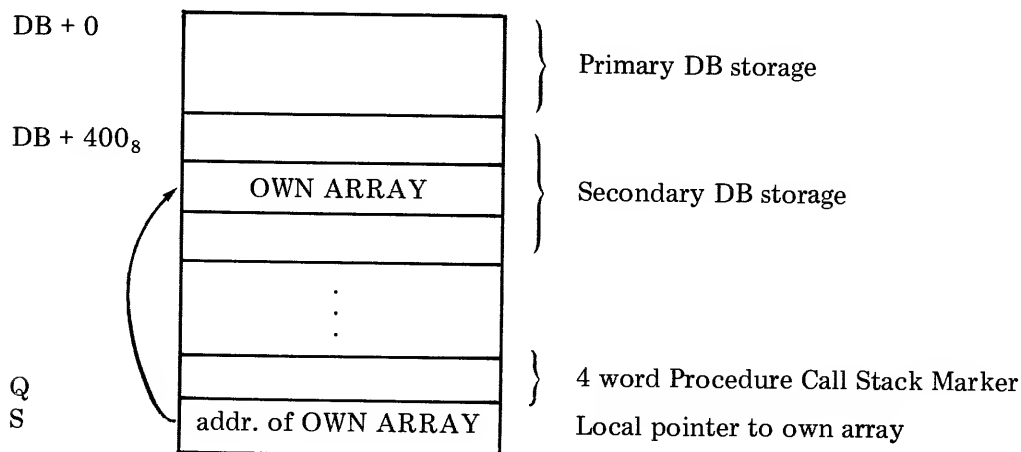 DB + 0
Primary DB storage
DB + 400₈
OWN ARRAY
Secondary DB storage
.
.
.
4 word Procedure Call Stack Marker
Q
S
addr. of OWN ARRAY
Local pointer to own array